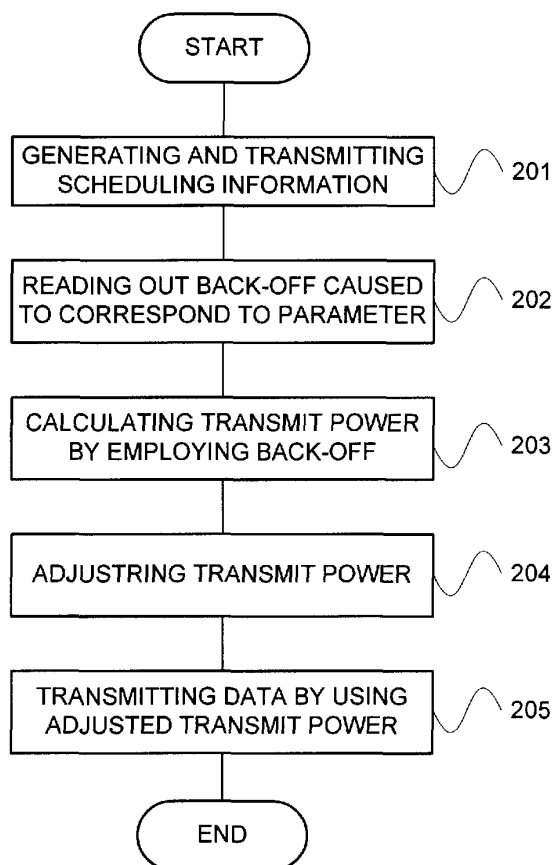 START
GENERATING AND TRANSMITTING
SCHEDULING INFORMATION
201
READING OUT BACK-OFF CAUSED
TO CORRESPOND TO PARAMETER
202
CALCULATING TRANSMIT POWER
BY EMPLOYING BACK-OFF
203
ADJUSTRING TRANSMIT POWER
204
TRANSMITTING DATA BY USING
ADJUSTED TRANSMIT POWER
205
END